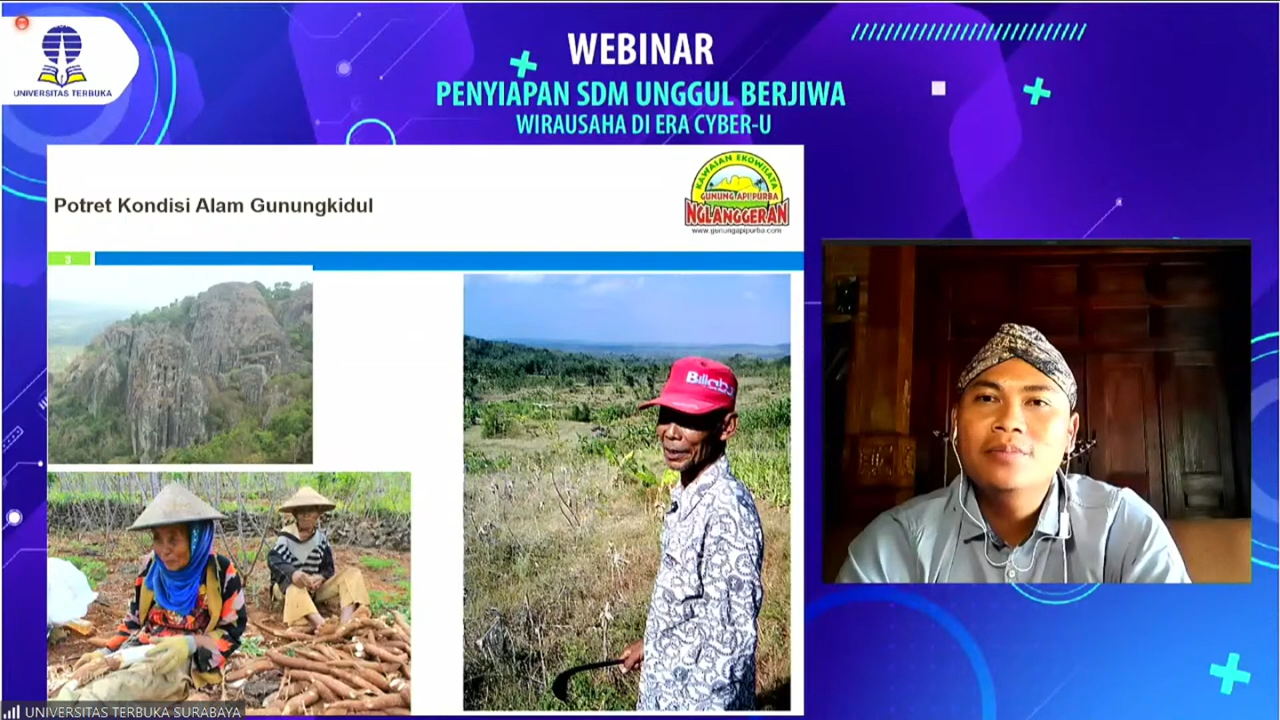 WEBINAR
PENYIAPAN SDM UNGGUL BERJIWA
WIRAUSAHA DI ERA CYBER-U
UNIVERSITAS TERBUKA
Potret Kondisi Alam Gunungkidul
KAWASAN EKOWISATA
GUNUNG API PURBA
NGLANGGERAN
www.gunungapipurba.com
3
Billabo
UNIVERSITAS TERBUKA SURABAYA